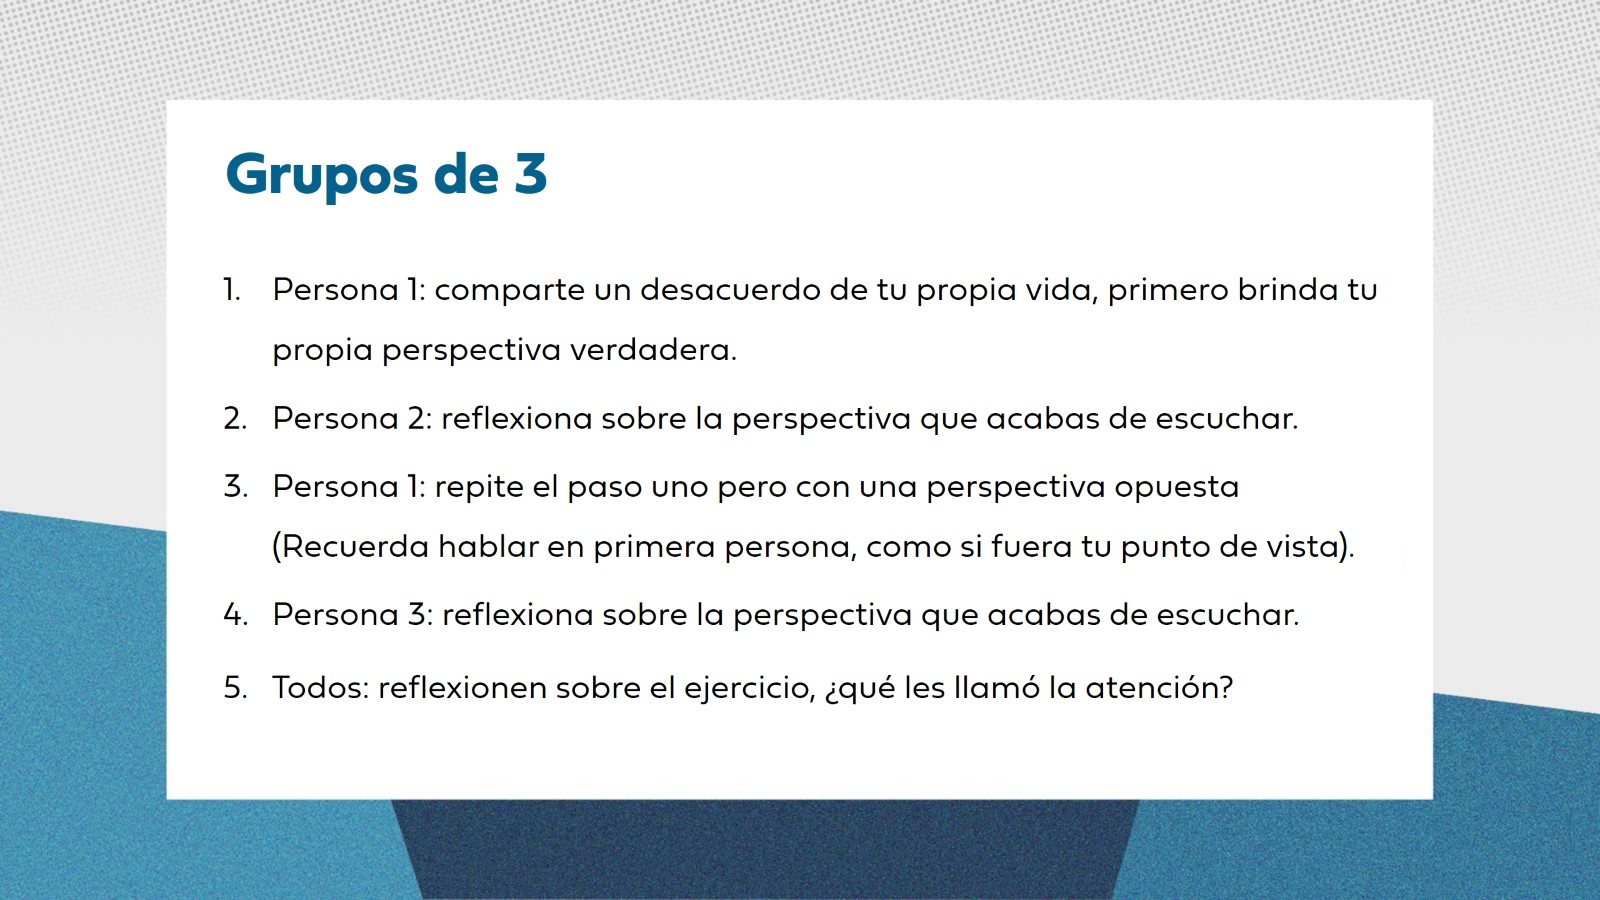 Grupos de 3
1. Persona 1: comparte un desacuerdo de tu propia vida, primero brinda tu
propia perspectiva verdadera.
2. Persona 2: reflexiona sobre la perspectiva que acabas de escuchar.
3. Persona 1: repite el paso uno pero con una perspectiva opuesta
(Recuerda hablar en primera persona, como si fuera tu punto de vista).
4. Persona 3: reflexiona sobre la perspectiva que acabas de escuchar.
5. Todos: reflexionen sobre el ejercicio, ¿qué les llamó la atención?